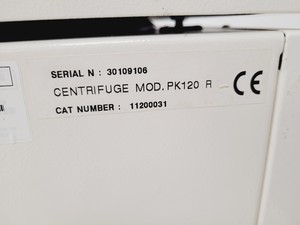 SERIAL N : 30109106
CENTRIFUGE MOD. PK120 R
CAT NUMBER : 11200031
CE